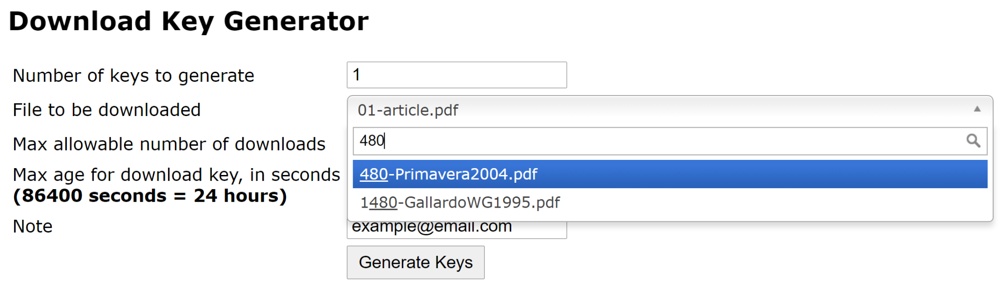 Download Key Generator
Number of keys to generate
1
File to be downloaded
01-article.pdf
480
Max allowable number of downloads
480-Primavera2004.pdf
Max age for download key, in seconds
(86400 seconds = 24 hours)
1480-GallardoWG1995.pdf
Note
example@email.com
Generate Keys